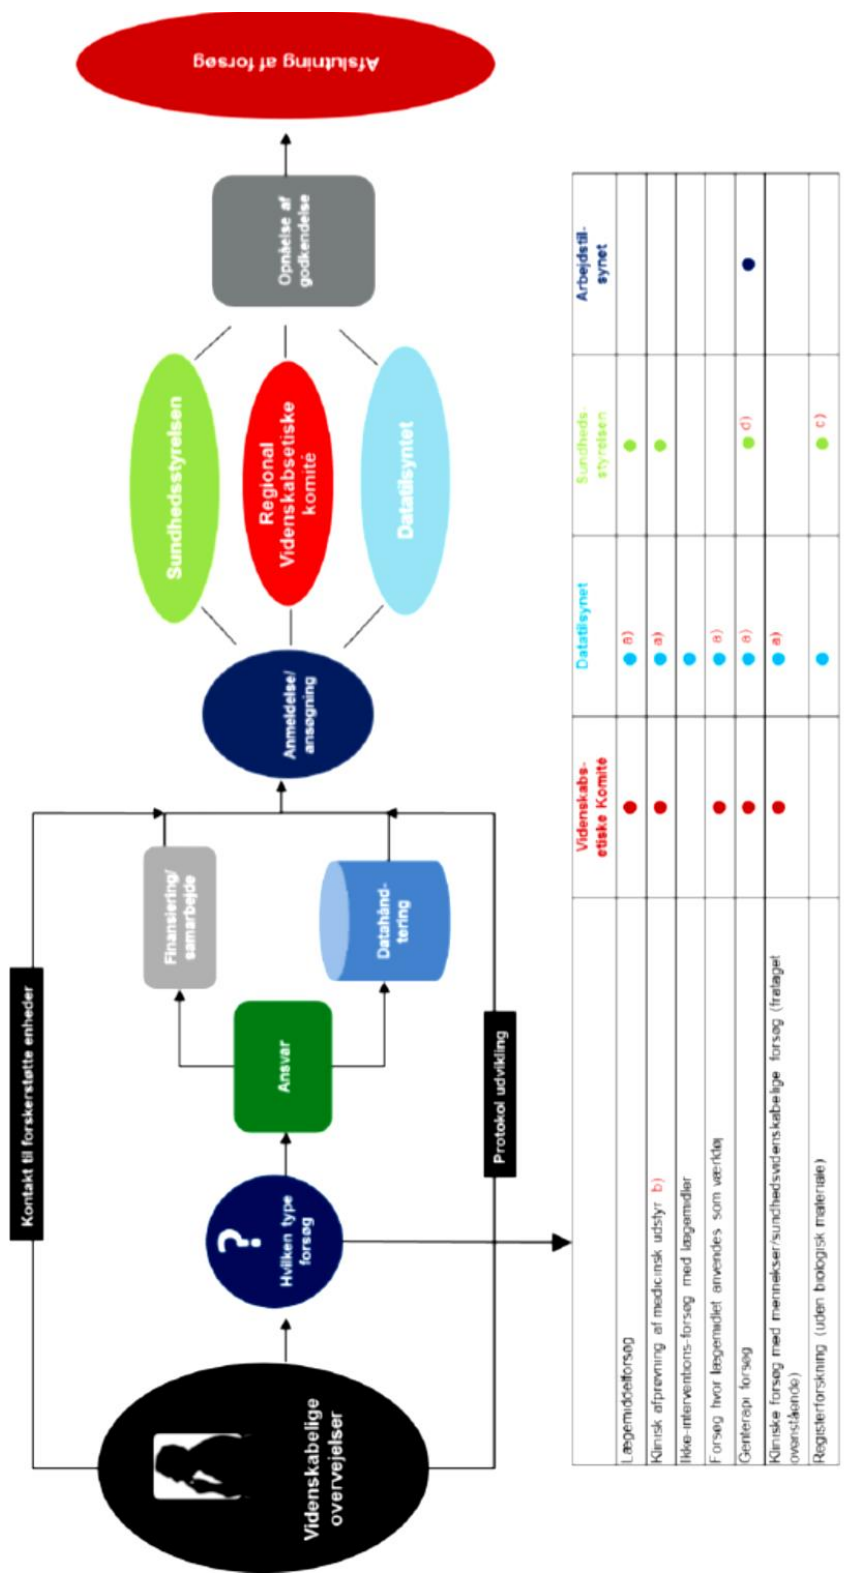 Kontakt til forskerstøtte enheder
Videnskabelige
overvejelser
?
Hvilken type
forsøg
Ansvar
Finansiering/
samarbejde
Datahånd-
tering
Protokol udvikling
Anmeldelse/
ansøgning
Sundhedsstyrelsen
Regional
Videnskabsetiske
komité
Datatilsyntet
Opnåelse af
godkendelse
Afslutning af forsøg
Videnskabs-
etiske Komité
Datatilsynet
Sundheds-
styrelsen
Arbejdstil-
synet
Lægemiddelforsøg
a)
Klinisk afprøvning af medicinsk udstyr b)
a)
Ikke-interventions-forsøg med lægemidler
Forsøg hvor lægemidlet anvendes som værktøj
a)
Genterapi forsøg
a)
d)
Kliniske forsøg med mennekser/sundhedsvidenskabelige forsøg (frataget
ovenstående)
a)
Registerforskning (uden biologisk materiale)
c)